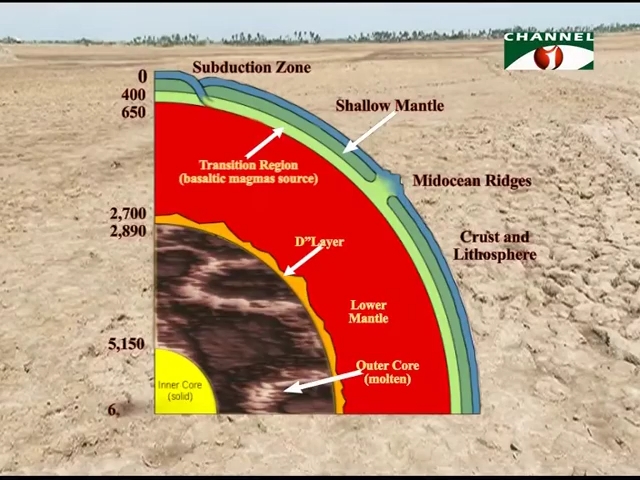 CHANNEL
i
0
Subduction Zone
400
650
Shallow Mantle
Transition Region
(basaltic magmas source)
Midocean Ridges
2,700
2,890
D"Layer
Crust and
Lithosphere
Lower
Mantle
5,150
Outer Core
(molten)
Inner Core
(solid)
6,